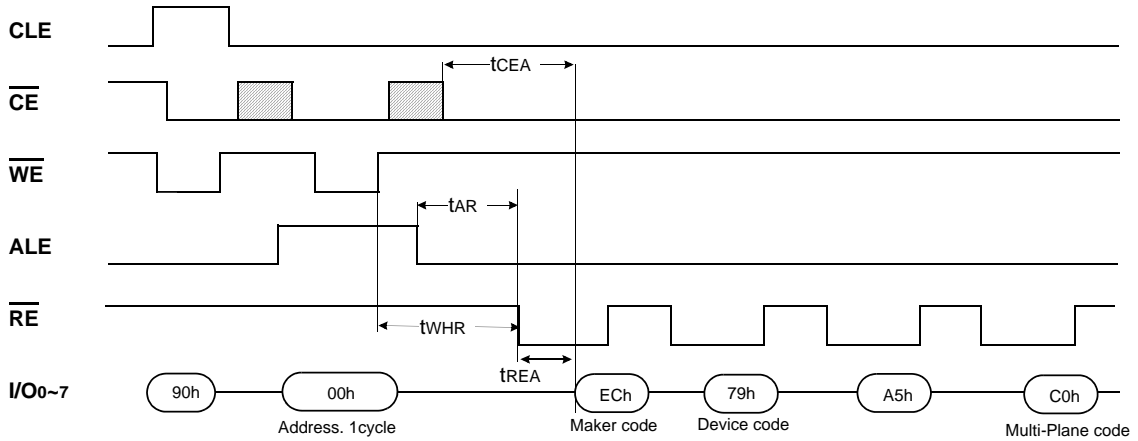 CLE
tCEA
CE
WE
tAR
ALE
RE
tWHR
tREA
I/O0~7
90h
00h
ECh
79h
A5h
C0h
Address. 1cycle
Maker code
Device code
Multi-Plane code